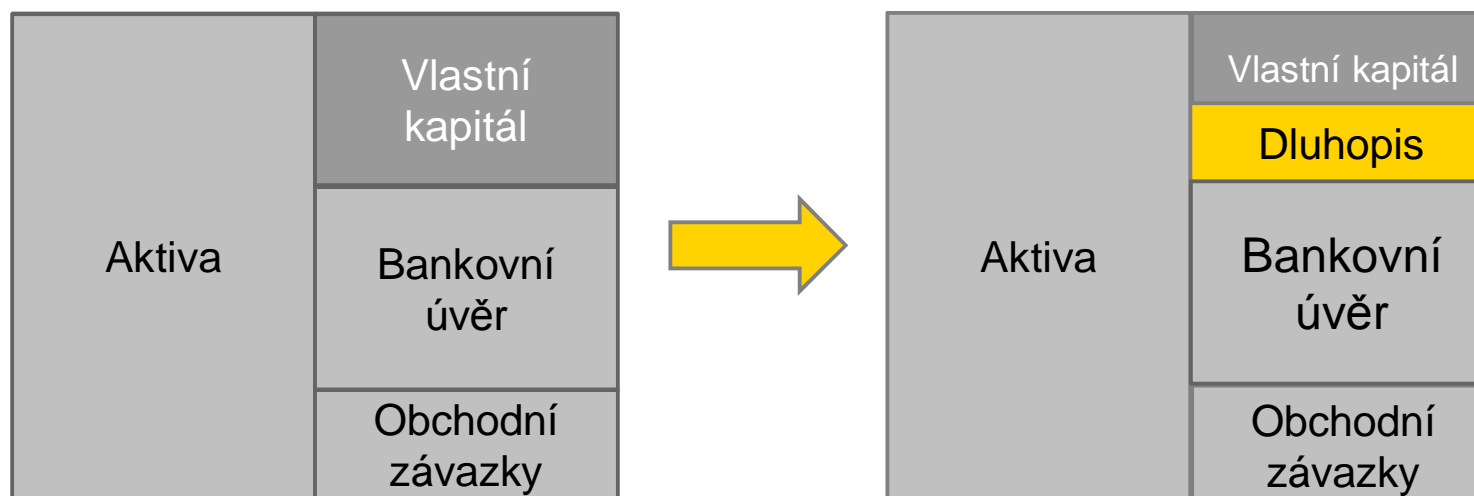 Aktiva
Vlastní
kapitál
Bankovní
úvěr
Obchodní
závazky
Aktiva
Vlastní kapitál
Dluhopis
Bankovní
úvěr
Obchodní
závazky